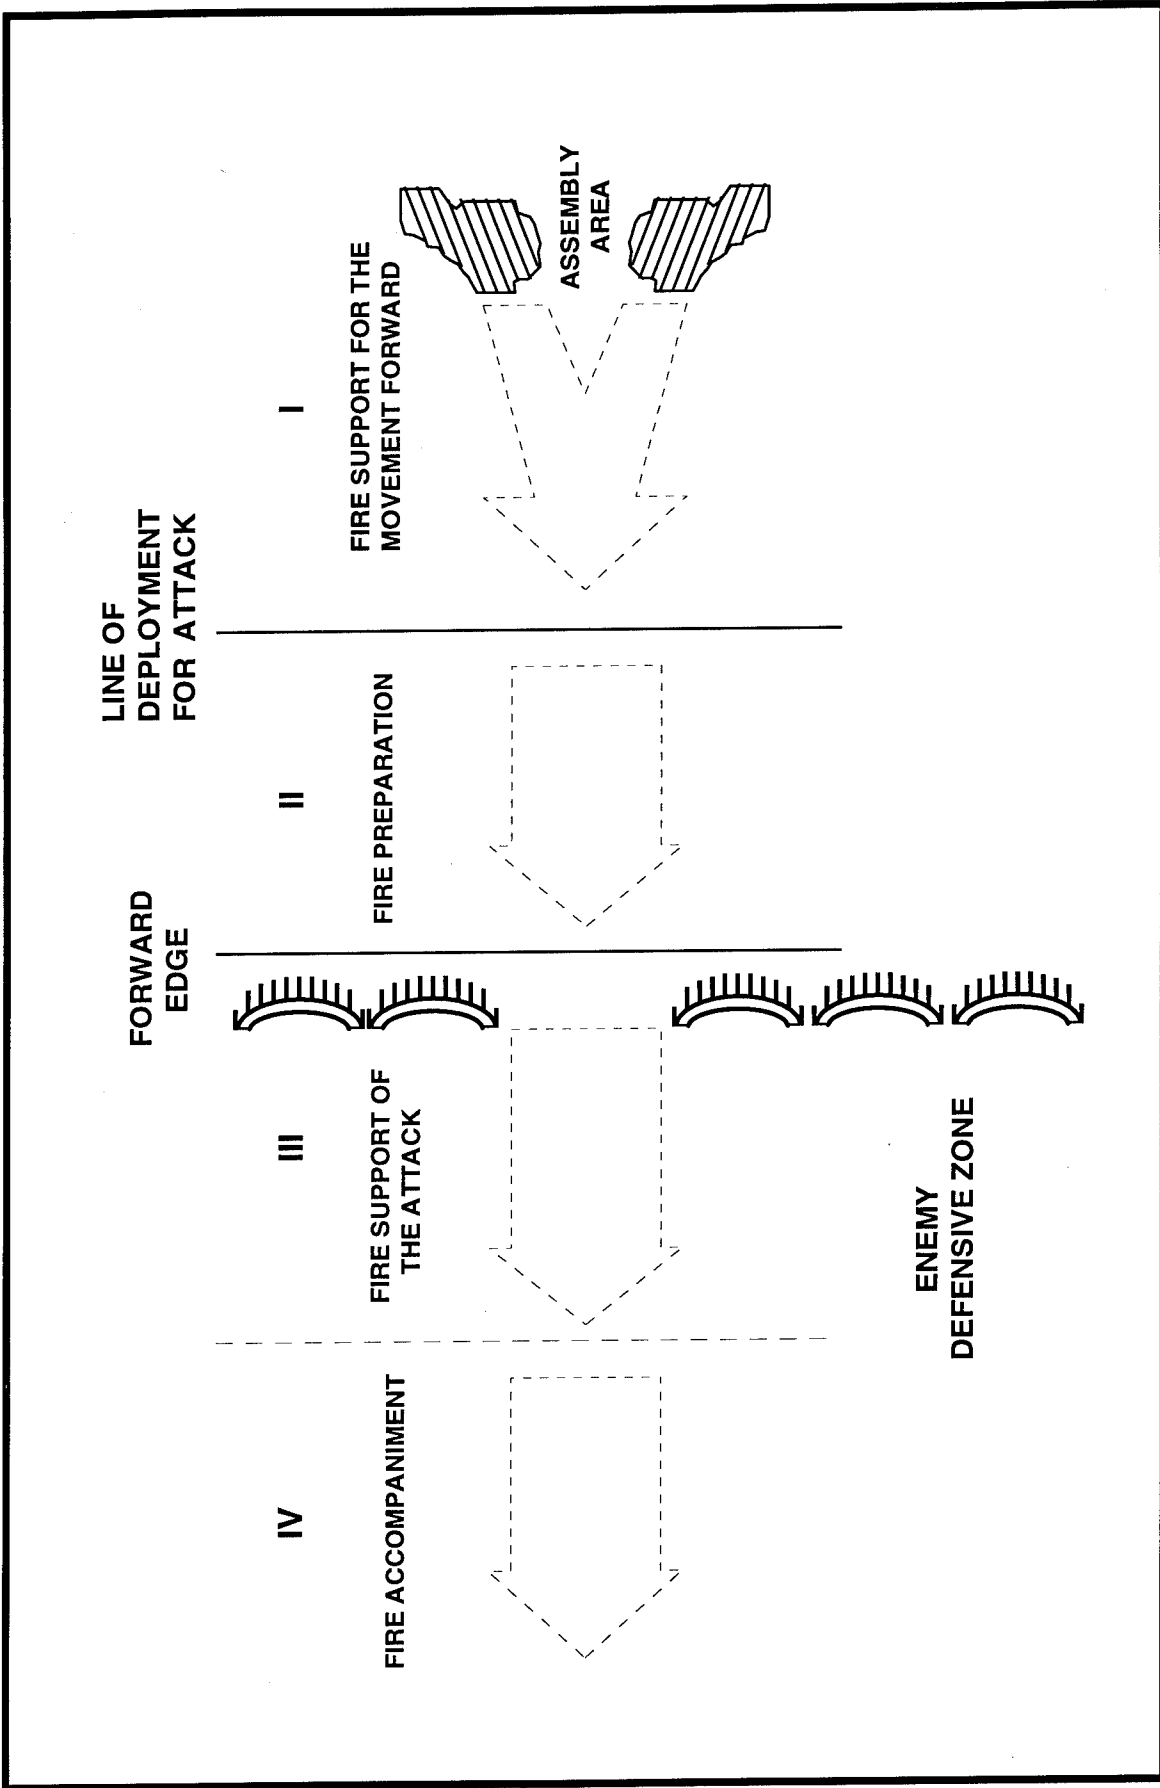 LINE OF
DEPLOYMENT
FOR ATTACK
FORWARD
EDGE
IV
III
II
I
FIRE ACCOMPANIMENT
FIRE SUPPORT OF
THE ATTACK
FIRE PREPARATION
FIRE SUPPORT FOR THE
MOVEMENT FORWARD
ASSEMBLY
AREA
ENEMY
DEFENSIVE ZONE